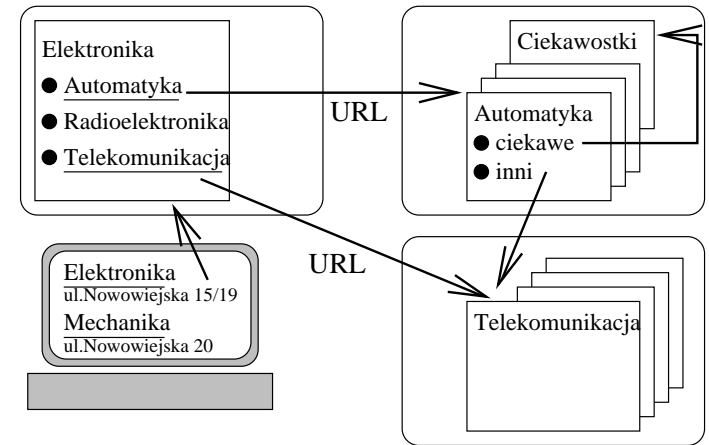 Elektronika
Automatyka
Radioelektronika
Telekomunikacja
URL
Ciekawostki
Automatyka
ciekawe
inni
URL
Elektronika
ul.Nowowiejska 15/19
Mechanika
ul.Nowowiejska 20
Telekomunikacja